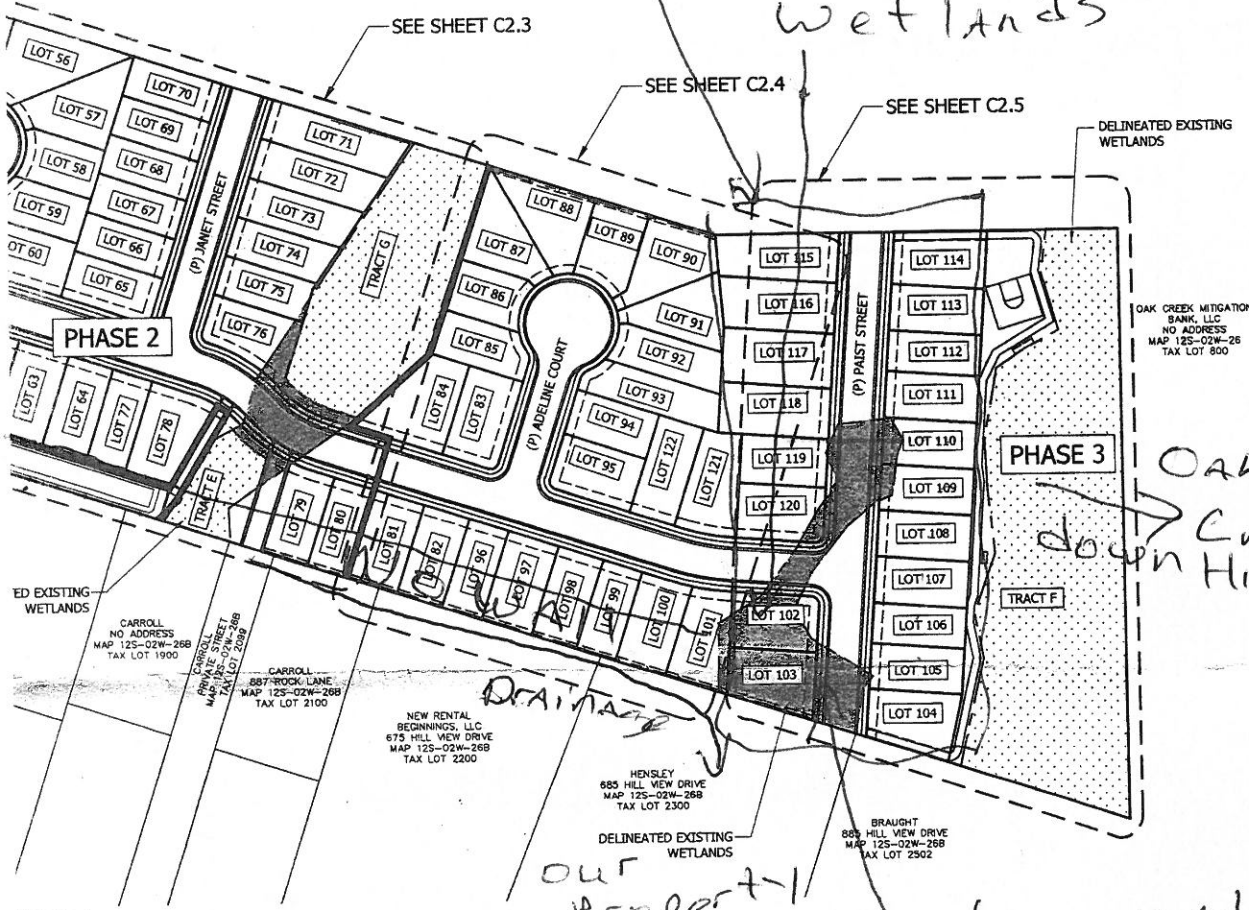 wetlands
SEE SHEET C2.3
SEE SHEET C2.4
SEE SHEET C2.5
DELINEATED EXISTING
WETLANDS
LOT 56
LOT 57
LOT 58
LOT 59
OT 60
LOT 70
LOT 69
LOT 68
LOT 67
LOT 66
LOT 65
(P) JANET STREET
LOT 71
LOT 72
LOT 73
LOT 74
LOT 75
LOT 76
TRACT G
LOT 88
LOT 89
LOT 90
LOT 87
LOT 86
LOT 85
LOT 84
LOT 83
(P) ADELINE COURT
LOT 91
LOT 92
LOT 93
LOT 94
LOT 95
LOT 122
LOT 121
LOT 115
LOT 116
LOT 117
LOT 118
LOT 119
LOT 120
(P) PAIST STREET
LOT 114
LOT 113
LOT 112
LOT 111
LOT 110
LOT 109
LOT 108
LOT 107
LOT 106
LOT 105
LOT 104
OAK CREEK MITIGATION
BANK, LLC
NO ADDRESS
MAP 12S-02W-26
TAX LOT 800
PHASE 2
PHASE 3
down
TRACT F
LOT 64
LOT 77
LOT 78
TRACT E
LOT 79
LOT 80
LOT 81
LOT 82
LOT 96
LOT 97
LOT 98
LOT 99
LOT 100
LOT 101
LOT 102
LOT 103
ED EXISTING
WETLANDS
CARROLL
NO ADDRESS
MAP 12S-02W-26B
TAX LOT 1900
CARROLL
PRIVATE STREET
MAP 12S-02W-26B
TAX LOT 2099
CARROLL
887 ROCK LANE
MAP 12S-02W-26B
TAX LOT 2100
Drainage
NEW RENTAL
BEGINNINGS, LLC
675 HILL VIEW DRIVE
MAP 12S-02W-26B
TAX LOT 2200
HENSLEY
685 HILL VIEW DRIVE
MAP 12S-02W-26B
TAX LOT 2300
DELINEATED EXISTING
WETLANDS
BRAUGHT
885 HILL VIEW DRIVE
MAP 12S-02W-26B
TAX LOT 2502
our